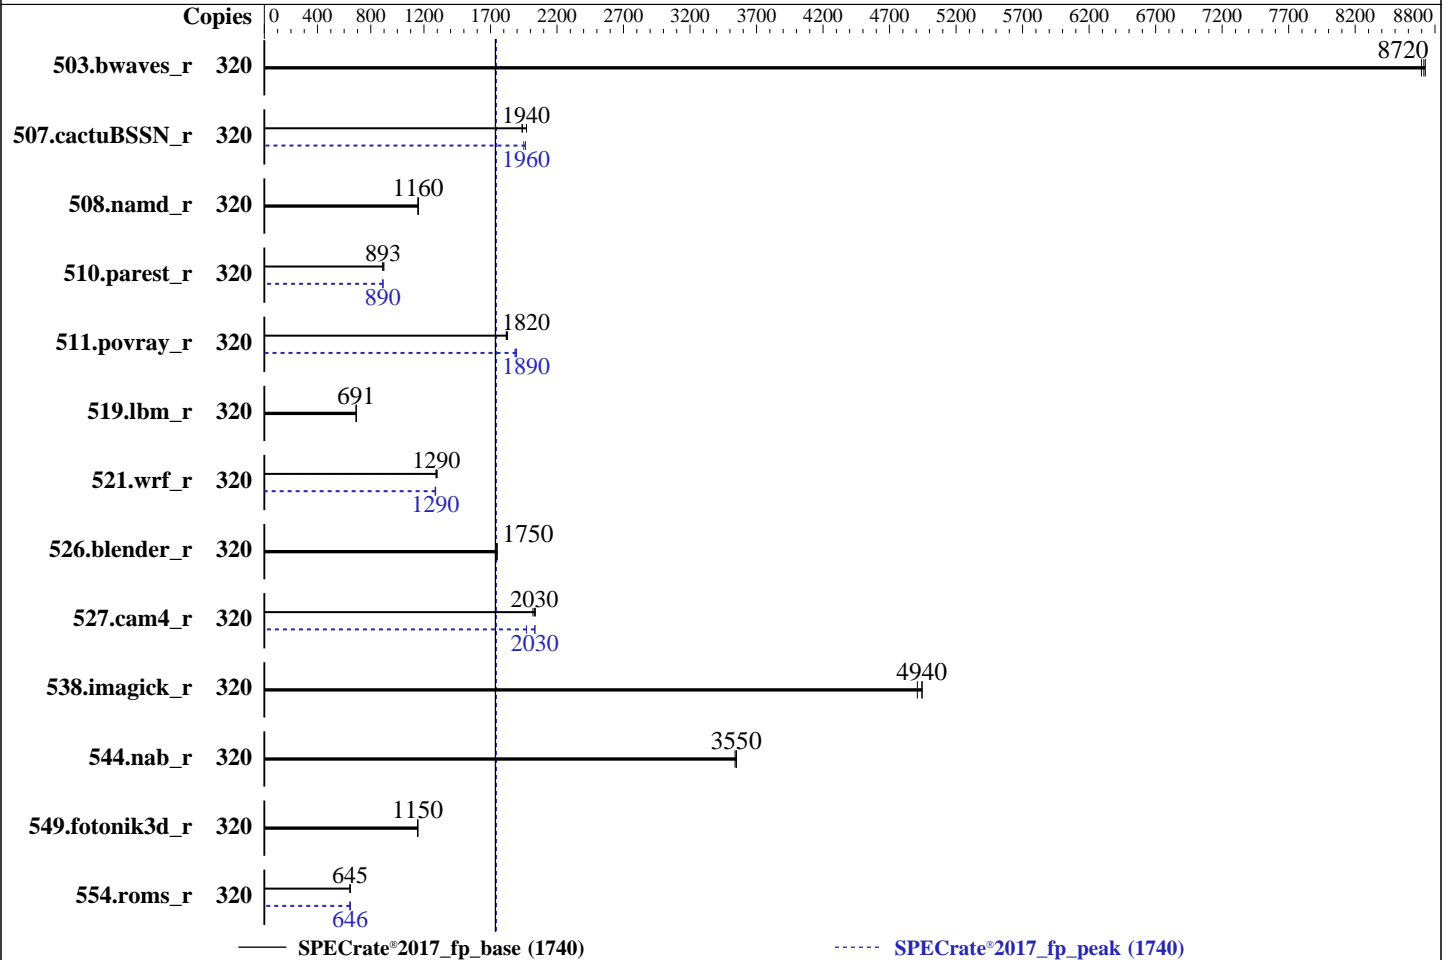 Copies 0 400 800 1200 1700 2200 2700 3200 3700 4200 4700 5200 5700 6200 6700 7200 7700 8200 8800
503.bwaves_r 320 8720
507.cactuBSSN_r 320 1940
1960
508.namd_r 320 1160
510.parest_r 320 893
890
511.povray_r 320 1820
1890
519.lbm_r 320 691
521.wrf_r 320 1290
1290
526.blender_r 320 1750
527.cam4_r 320 2030
2030
538.imagick_r 320 4940
544.nab_r 320 3550
549.fotonik3d_r 320 1150
554.roms_r 320 645
646
SPECrate®2017_fp_base (1740) SPECrate®2017_fp_peak (1740)